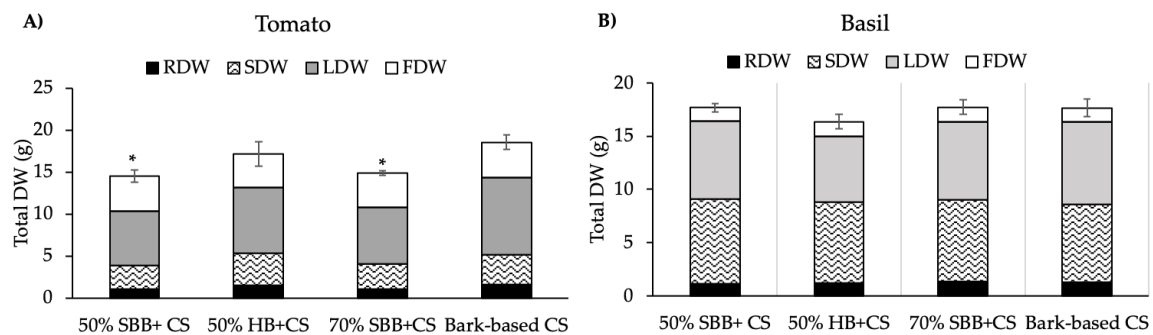 A)
Tomato
RDW SDW LDW FDW
Total DW (g)
25
20
15
10
5
0
*
*
50% SBB+ CS 50% HB+CS 70% SBB+CS Bark-based CS
B)
Basil
RDW SDW LDW FDW
Total DW (g)
20
15
10
5
0
50% SBB+ CS 50% HB+CS 70% SBB+CS Bark-based CS